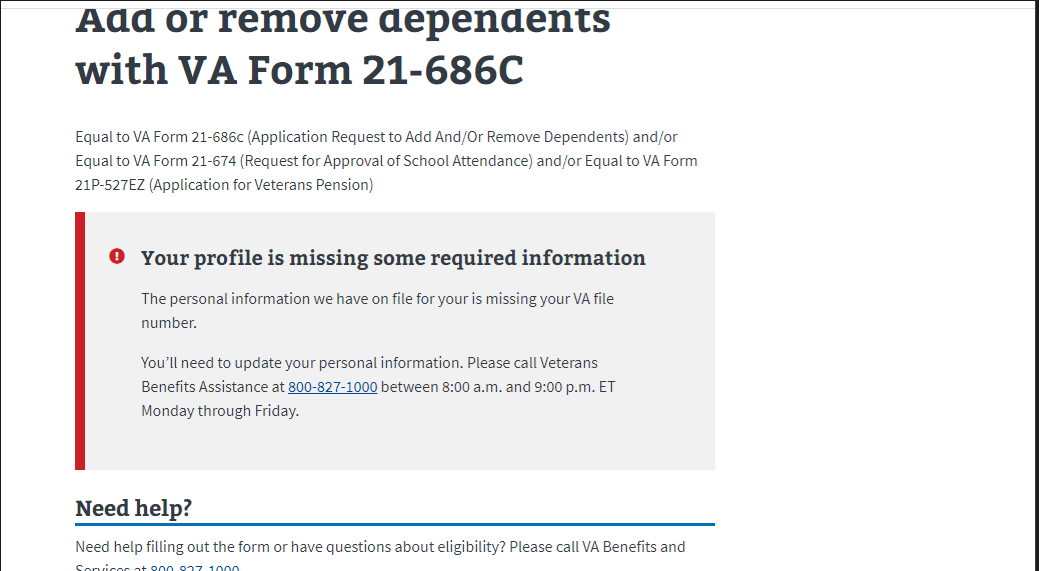 Add or remove dependents
with VA Form 21-686C
Equal to VA Form 21-686c (Application Request to Add And/Or Remove Dependents) and/or
Equal to VA Form 21-674 (Request for Approval of School Attendance) and/or Equal to VA Form
21P-527EZ (Application for Veterans Pension)
Your profile is missing some required information
The personal information we have on file for your is missing your VA file
number.
You’ll need to update your personal information. Please call Veterans
Benefits Assistance at 800-827-1000 between 8:00 a.m. and 9:00 p.m. ET
Monday through Friday.
Need help?
Need help filling out the form or have questions about eligibility? Please call VA Benefits and
Services at 800-827-1000